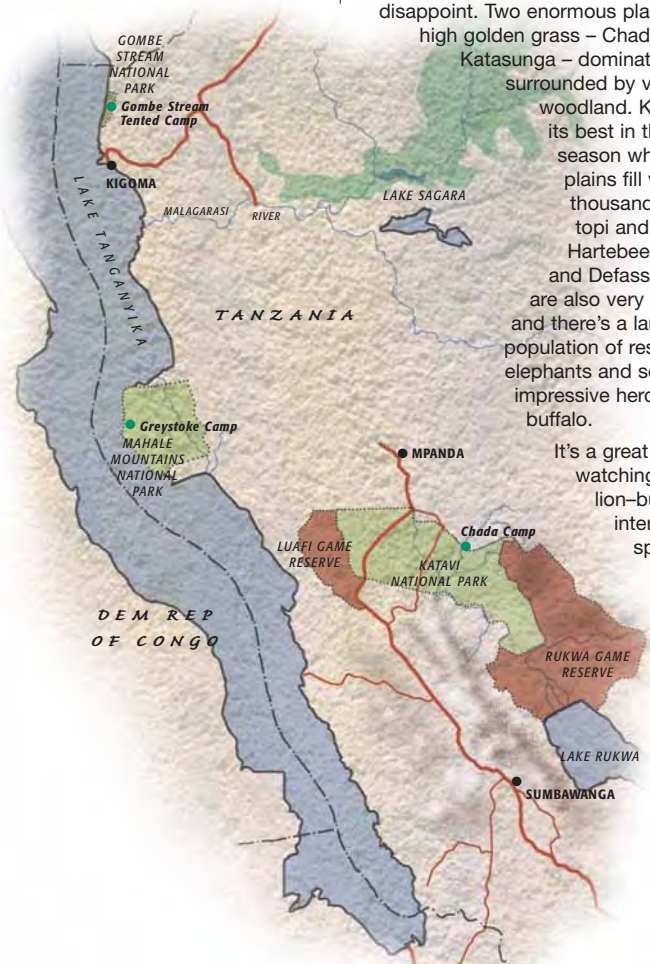 disappoint. Two enormous pla
high golden grass – Chad
Katasunga – dominat
surrounded by v
woodland. K
its best in th
season wh
plains fill
thousand
topi and
Hartebee
and Defass
are also very
and there's a lar
population of res
elephants and s
impressive herd
buffalo.
It's a great
watching
lion–bu
inter
sp
GOMBE
STREAM
NATIONAL
PARK
Gombe Stream
Tented Camp
KIGOMA
LAKE TANGANYIKA
MALAGARASI RIVER
LAKE SAGARA
TANZANIA
Greystoke Camp
MAHALE
MOUNTAINS
NATIONAL
PARK
MPANDA
Chada Camp
LUAFI GAME
RESERVE
KATAVI
NATIONAL PARK
DEM REP
OF CONGO
RUKWA GAME
RESERVE
LAKE RUKWA
SUMBAWANGA